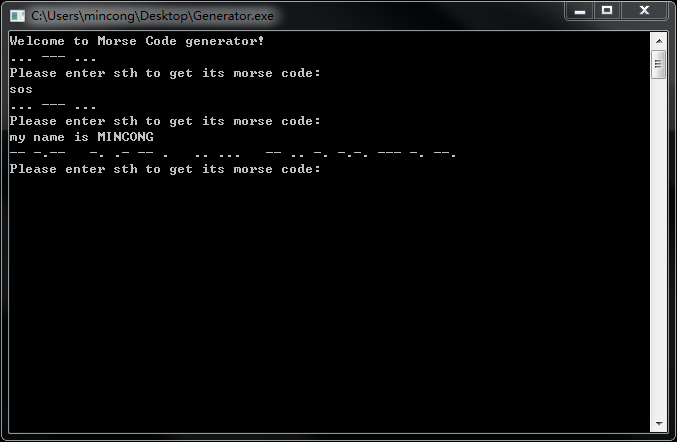 C:\Users\mincong\Desktop\Generator.exe
Welcome to Morse Code generator!
... --- ...
Please enter sth to get its morse code:
sos
... --- ...
Please enter sth to get its morse code:
my name is MINCONG
-- -.--   -. .- -- .   .. ...   -- .. -. -.-. --- -. --.
Please enter sth to get its morse code: